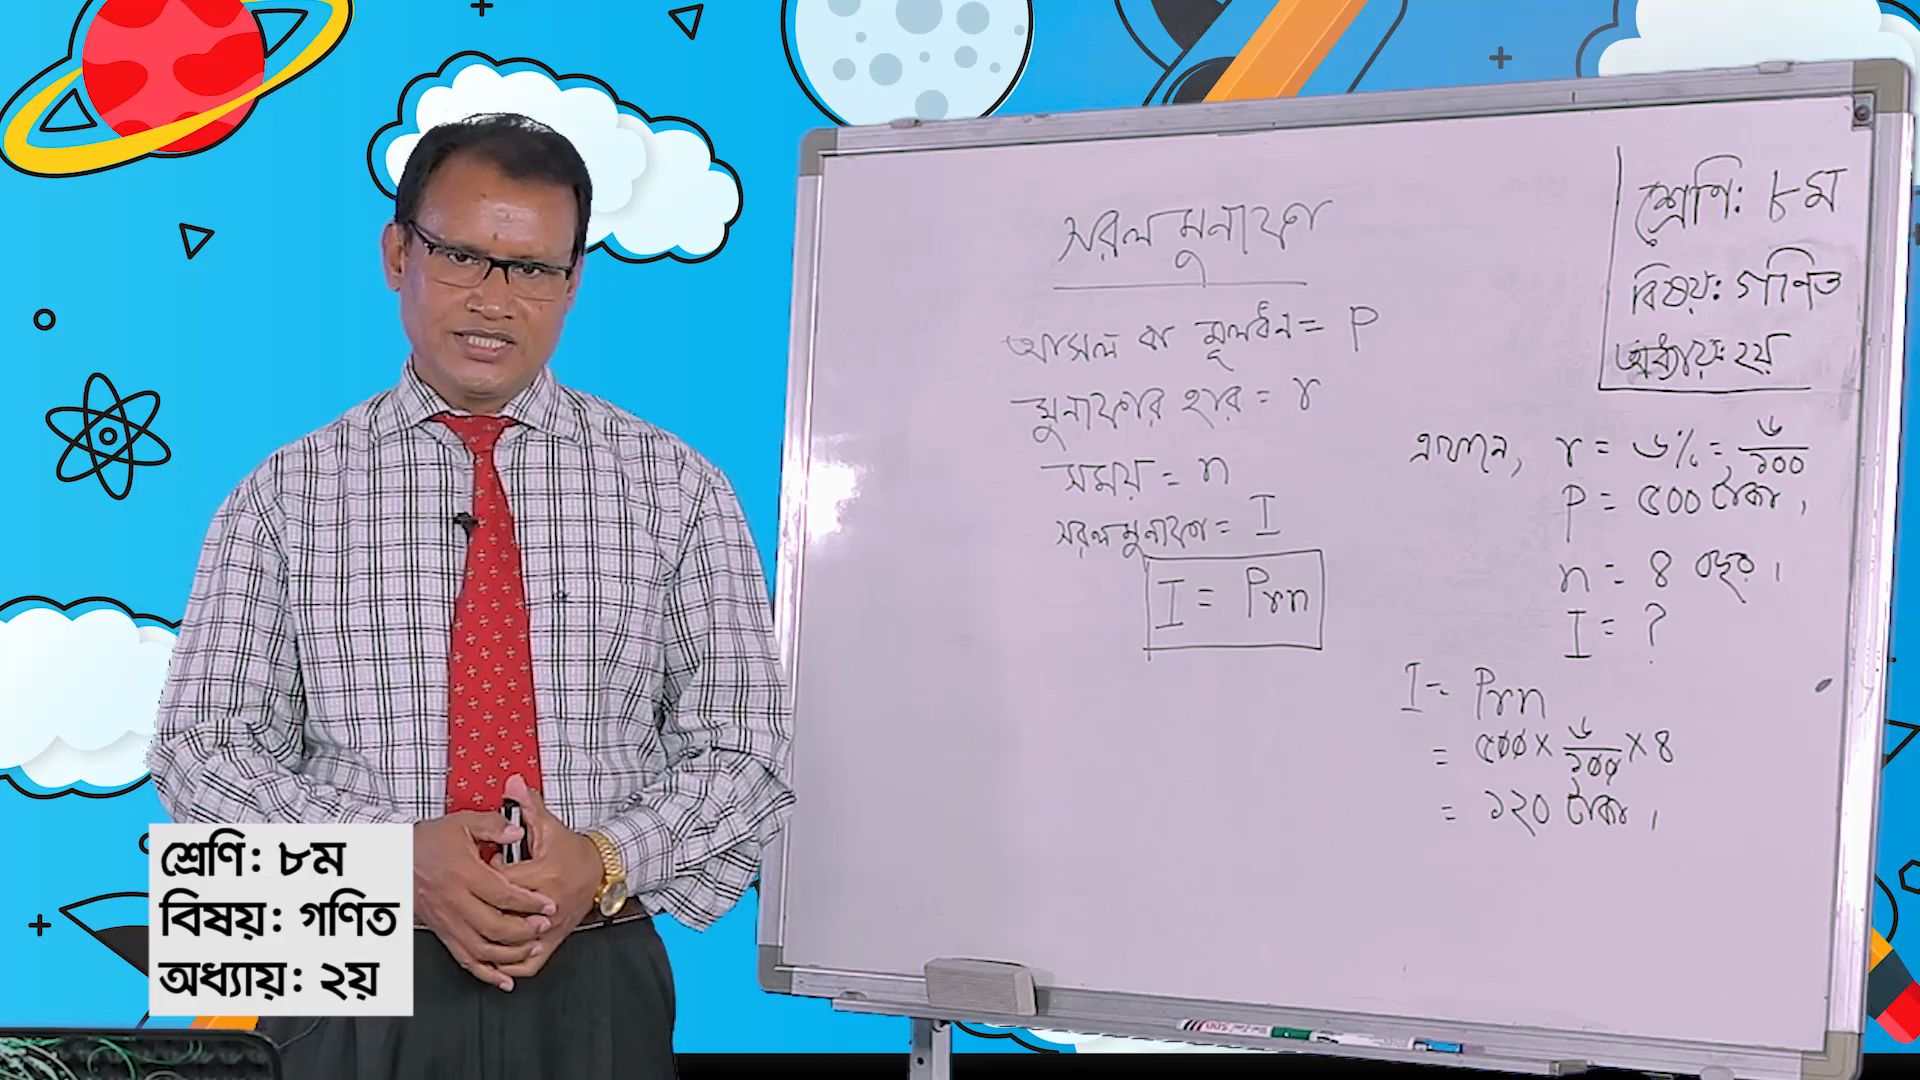 সরল মুনাফা
আসল বা মূলধন = P
মুনাফার হার = r
সময় = n
সরল মুনাফা = I
I = Prn
শ্রেণি: ৮ম
বিষয়: গণিত
অধ্যায়: ২য়
এখানে, r = ৬% = ৬/১০০
P = ৫০০ টাকা।
n = ৪ বছর।
I = ?
I = Prn
= ৫০০ × ৬/১০০ × ৪
= ১২০ টাকা।
শ্রেণি: ৮ম
বিষয়: গণিত
অধ্যায়: ২য়